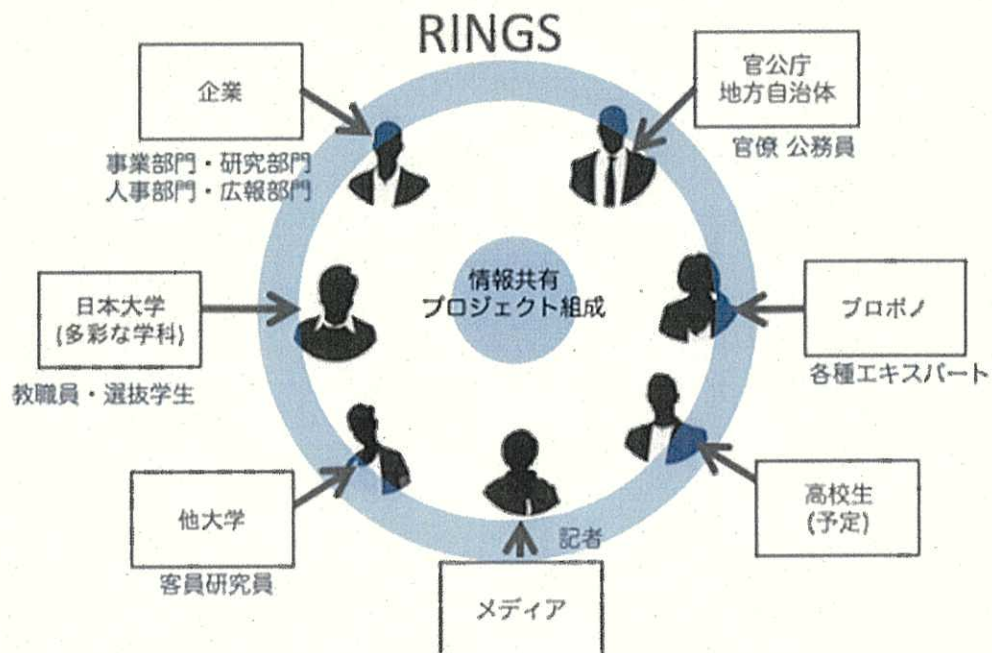 RINGS
企業
事業部門・研究部門
人事部門・広報部門
官公庁
地方自治体
官僚 公務員
日本大学
(多彩な学科)
教職員・選抜学生
情報共有
プロジェクト組成
プロボノ
各種エキスパート
他大学
客員研究員
高校生
(予定)
記者
メディア